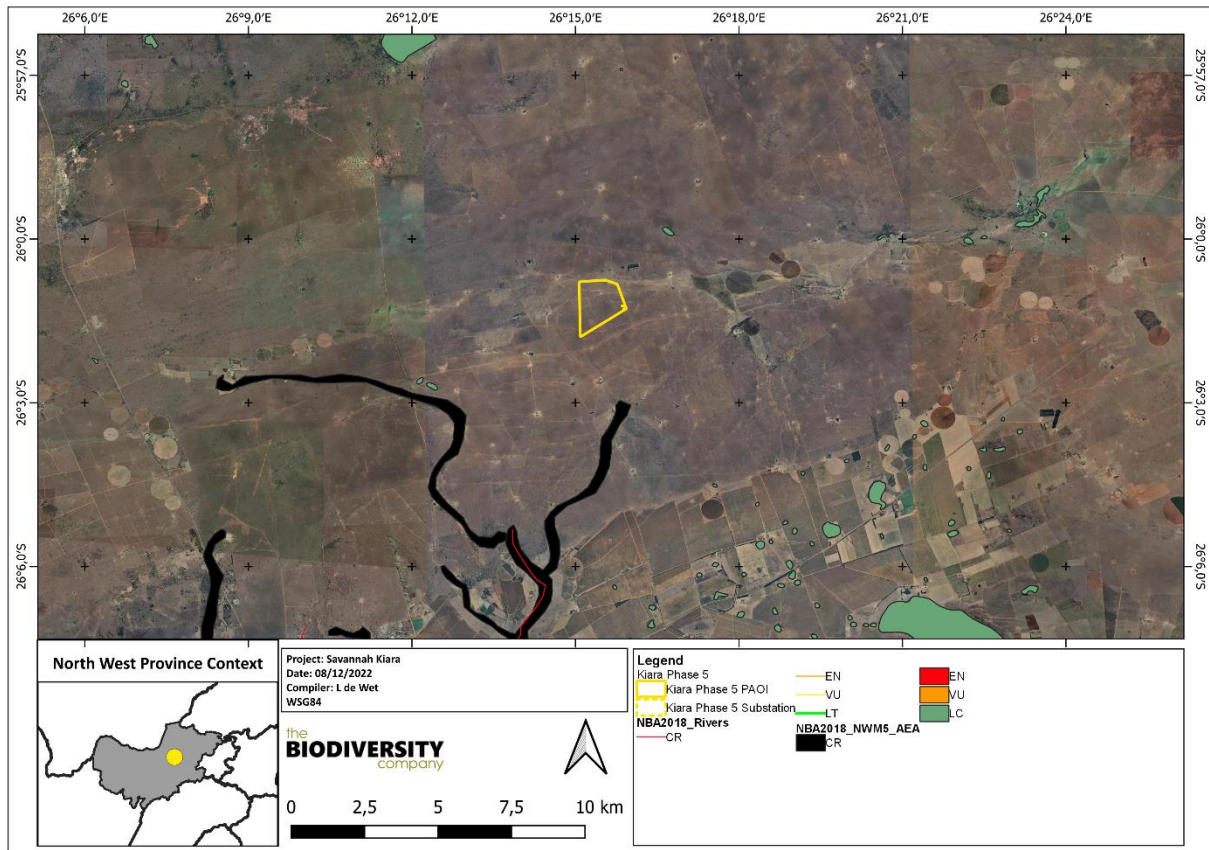 26°6,0'E 26°9,0'E 26°12,0'E 26°15,0'E 26°18,0'E 26°21,0'E 26°24,0'E
25°57,0'S 25°57,0'S
26°0,0'S 26°0,0'S
26°3,0'S 26°3,0'S
26°6,0'S 26°6,0'S
North West Province Context
Project: Savannah Kiara
Date: 08/12/2022
Compiler: L de Wet
WSG84
the
BIODIVERSITY
company
0 2,5 5 7,5 10 km
Legend
Kiara Phase 5
Kiara Phase 5 PAOI
Kiara Phase 5 Substation
NBA2018_Rivers
CR
EN
VU
LT
NBA2018_NWM5_AEA
CR
EN
VU
LC